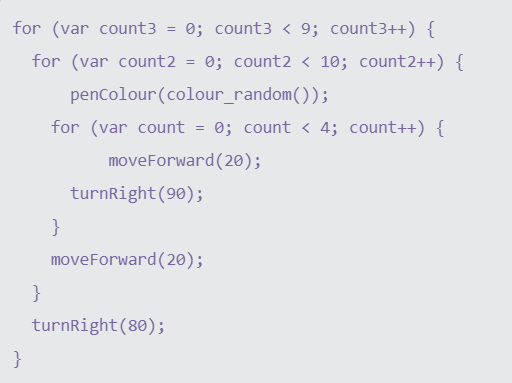 for (var count3 = 0; count3 < 9; count3++) {
  for (var count2 = 0; count2 < 10; count2++) {
      penColour(colour_random());
    for (var count = 0; count < 4; count++) {
          moveForward(20);
      turnRight(90);
    }
    moveForward(20);
  }
  turnRight(80);
}